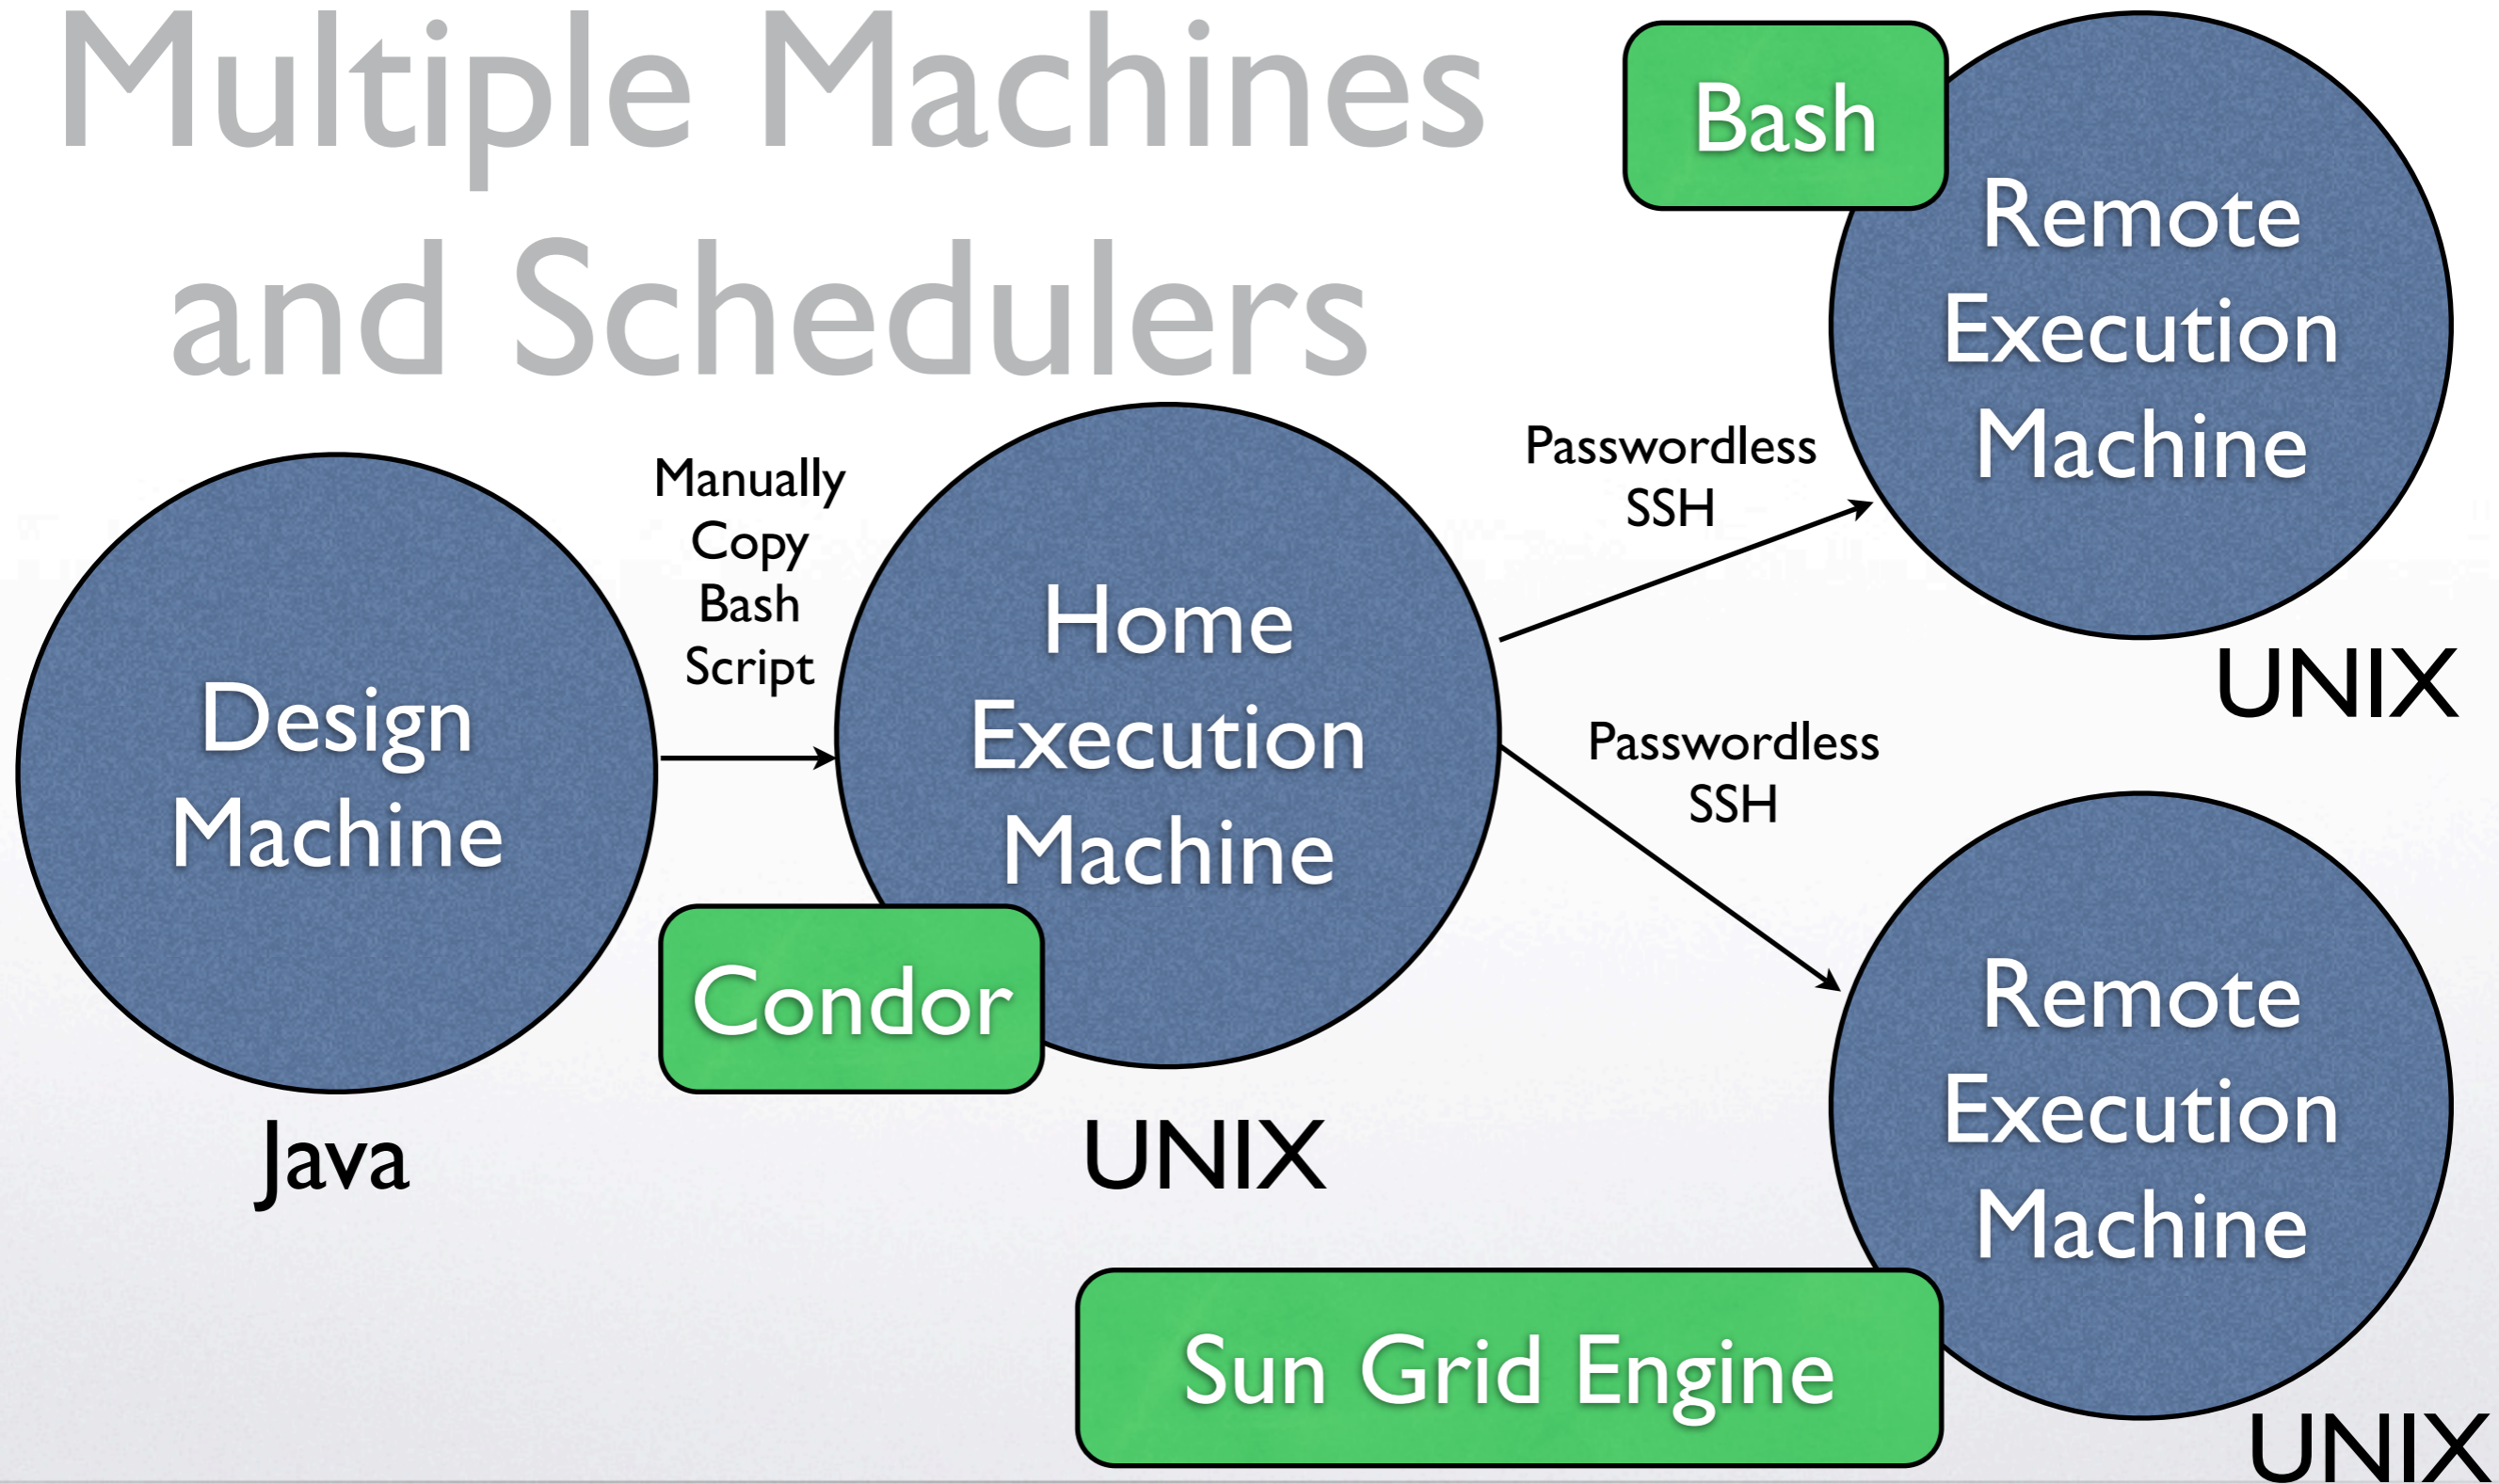 Multiple Machines
and Schedulers
Bash
Remote
Execution
Machine
UNIX
Passwordless
SSH
Manually
Copy
Bash
Script
Design
Machine
Java
Home
Execution
Machine
Condor
UNIX
Passwordless
SSH
Remote
Execution
Machine
Sun Grid Engine
UNIX